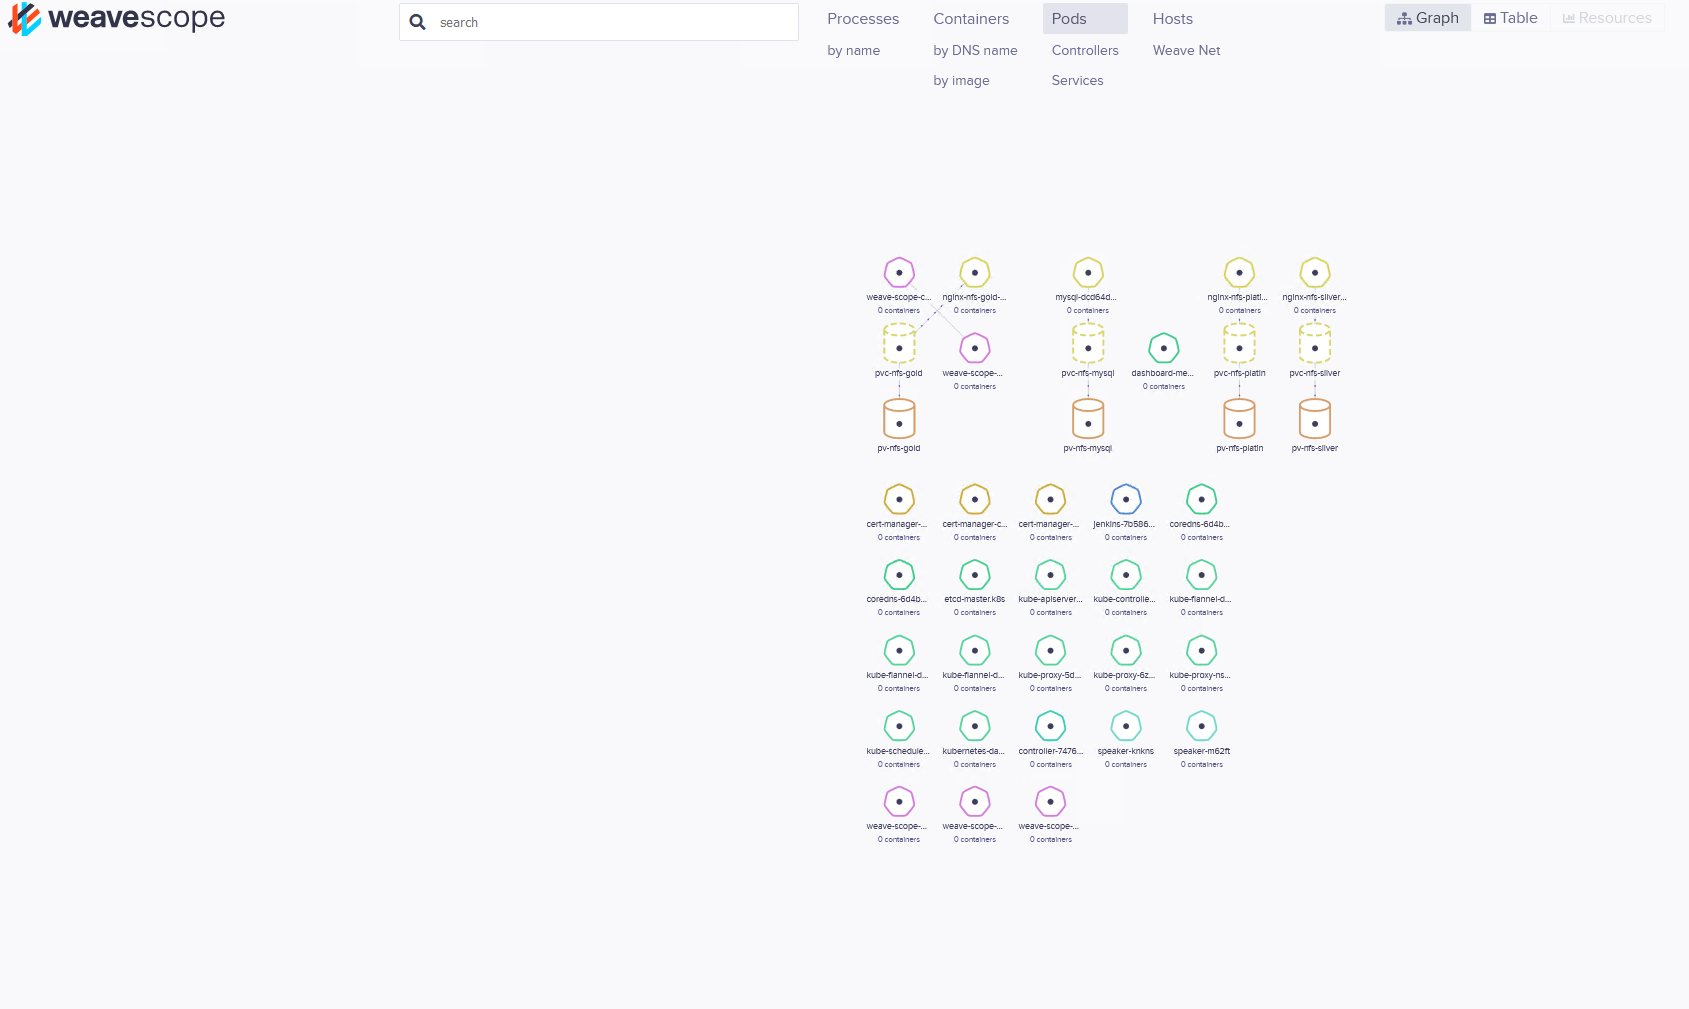 weavescope
search
Processes Containers Pods Hosts
Graph Table Resources
by name by DNS name Controllers Weave Net
by image Services
weave-scope-c... nginx-nfs-gold-... mysql-dcd64d... nginx-nfs-plati... nginx-nfs-silver...
0 containers 0 containers 0 containers 0 containers 0 containers
pvc-nfs-gold weave-scope-... pvc-nfs-mysql dashboard-me... pvc-nfs-platin pvc-nfs-silver
0 containers 0 containers
pv-nfs-gold pv-nfs-mysql pv-nfs-platin pv-nfs-silver
cert-manager-... cert-manager-c... cert-manager-... jenkins-7b586... coredns-6d4b...
0 containers 0 containers 0 containers 0 containers 0 containers
coredns-6d4b... etcd-master.k8s kube-apiserver... kube-controlle... kube-flannel-d...
0 containers 0 containers 0 containers 0 containers 0 containers
kube-flannel-d... kube-flannel-d... kube-proxy-5d... kube-proxy-6z... kube-proxy-ns...
0 containers 0 containers 0 containers 0 containers 0 containers
kube-schedule... kubernetes-da... controller-7476... speaker-knkns speaker-m62ft
0 containers 0 containers 0 containers 0 containers 0 containers
weave-scope-... weave-scope-... weave-scope-...
0 containers 0 containers 0 containers